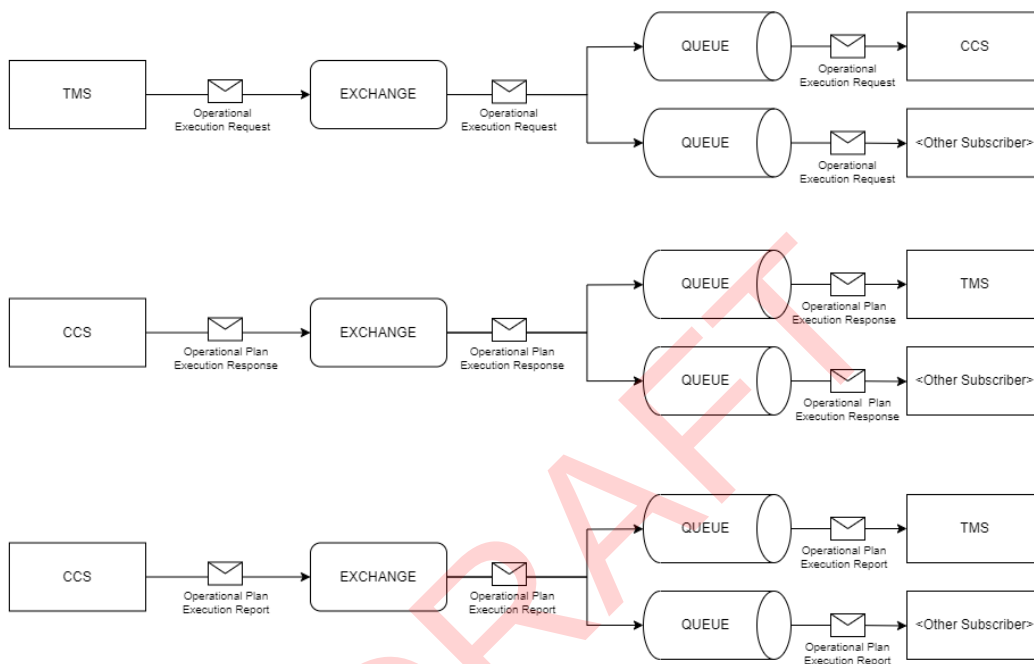 QUEUE
CCS
Operational
Execution Request
TMS
EXCHANGE
Operational
Execution Request
Operational
Execution Request
QUEUE
<Other Subscriber>
Operational
Execution Request
QUEUE
TMS
Operational Plan
Execution Response
CCS
EXCHANGE
Operational Plan
Execution Response
Operational Plan
Execution Response
QUEUE
<Other Subscriber>
Operational Plan
Execution Response
QUEUE
TMS
Operational Plan
Execution Report
CCS
EXCHANGE
Operational Plan
Execution Report
Operational Plan
Execution Report
QUEUE
<Other Subscriber>
Operational Plan
Execution Report
DRAFT